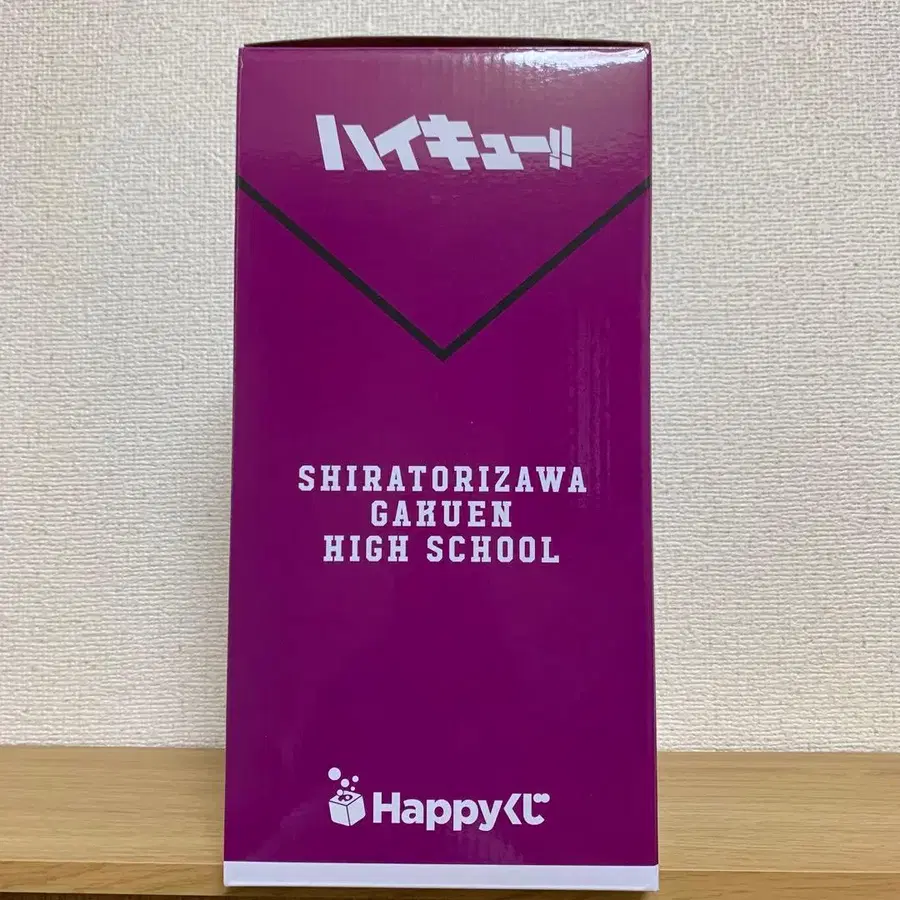 ハイキュー!!
SHIRATORIZAWA
GAKUEN
HIGH SCHOOL
Happyくじ